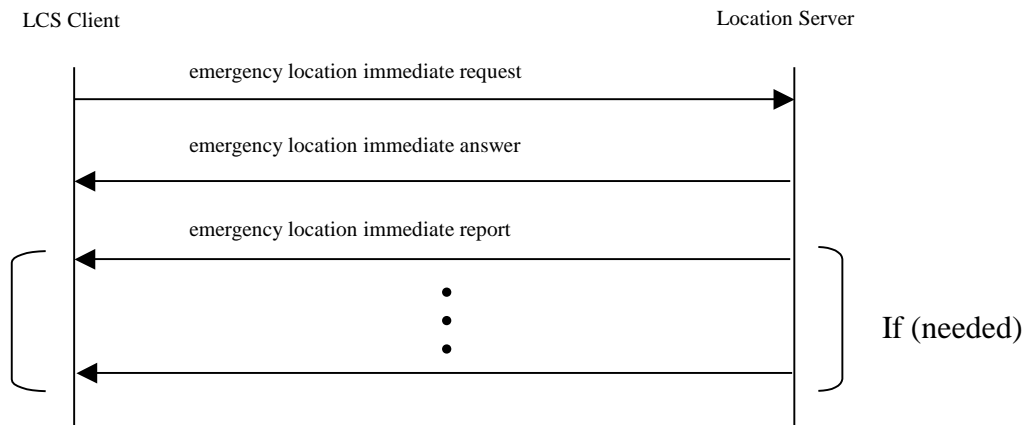 LCS Client
Location Server
emergency location immediate request
emergency location immediate answer
emergency location immediate report
If (needed)